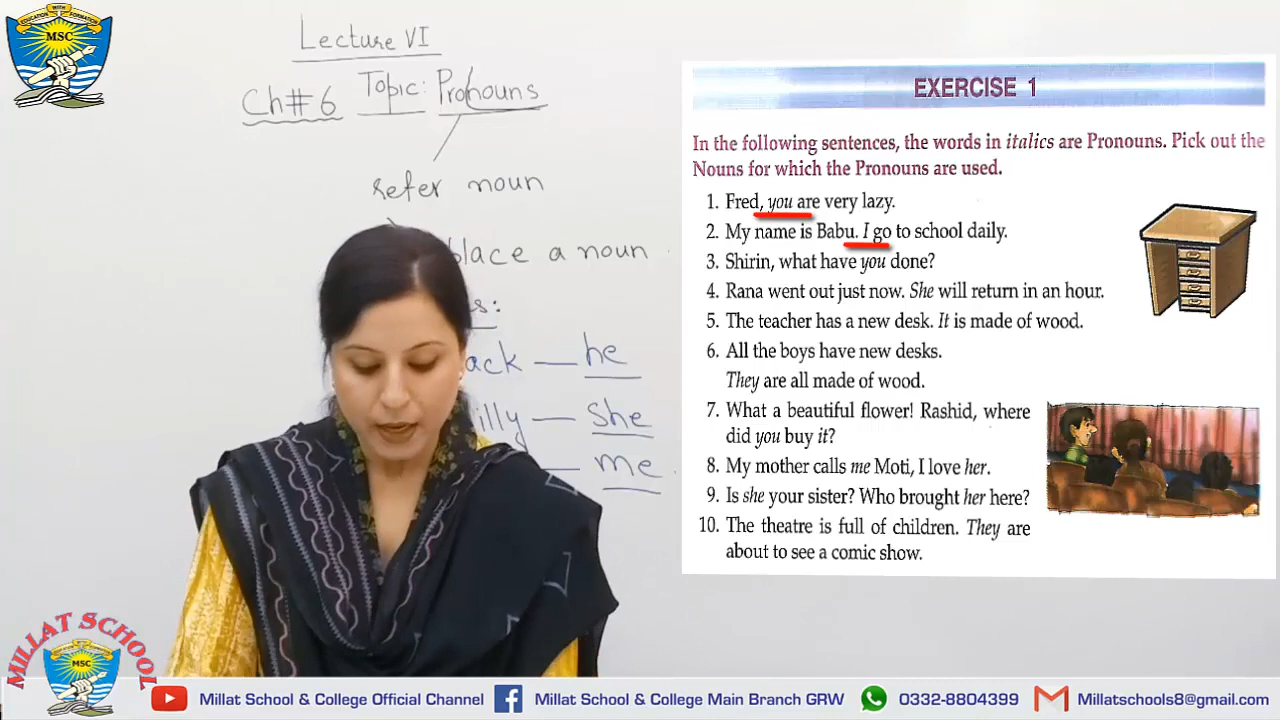 EDUCATION WITH FORMATION
MSC
Lecture VI
Ch#6 Topic: Pronouns
refer noun
place a noun
s:
ack — he
illy — she
— me
EXERCISE 1
In the following sentences, the words in italics are Pronouns. Pick out the
Nouns for which the Pronouns are used.
1. Fred, you are very lazy.
2. My name is Babu. I go to school daily.
3. Shirin, what have you done?
4. Rana went out just now. She will return in an hour.
5. The teacher has a new desk. It is made of wood.
6. All the boys have new desks.
They are all made of wood.
7. What a beautiful flower! Rashid, where
did you buy it?
8. My mother calls me Moti, I love her.
9. Is she your sister? Who brought her here?
10. The theatre is full of children. They are
about to see a comic show.
MILLAT SCHOOL
MSC
Millat School & College Official Channel
Millat School & College Main Branch GRW
0332-8804399
Millatschools8@gmail.com